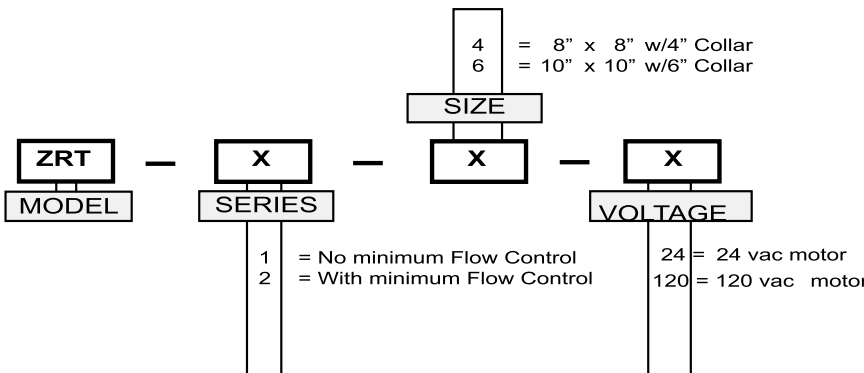 4 = 8” x 8” w/4” Collar
6 = 10” x 10” w/6” Collar
SIZE
ZRT – X – X – X
MODEL SERIES VOLTAGE
1 = No minimum Flow Control
2 = With minimum Flow Control
24 = 24 vac motor
120 = 120 vac motor